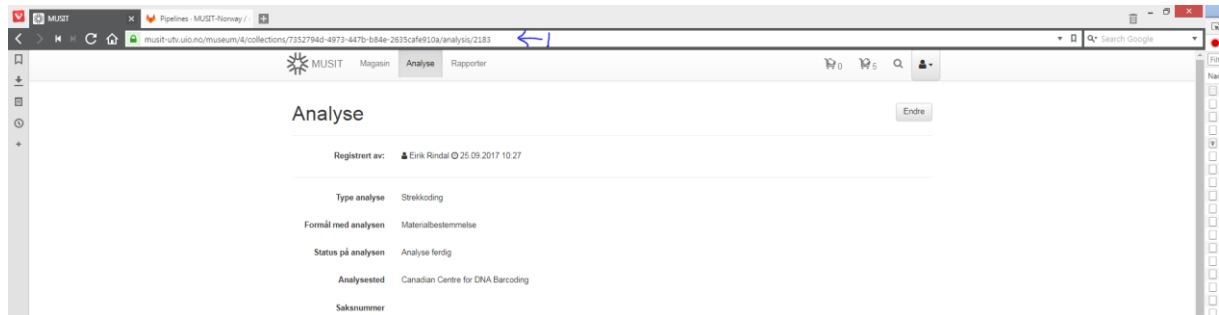 MUSIT
Pipelines · MUSIT-Norway /
musit-utv.uio.no/museum/4/collections/7352794d-4973-447b-b84e-2635cafe910a/analysis/2183
Search Google
MUSIT Magasin Analyse Rapporter 0 5
Analyse
Endre
Registrert av: Eirik Rindal 25.09.2017 10:27
Type analyse Strekkoding
Formål med analysen Materialbestemmelse
Status på analysen Analyse ferdig
Analysested Canadian Centre for DNA Barcoding
Saksnummer